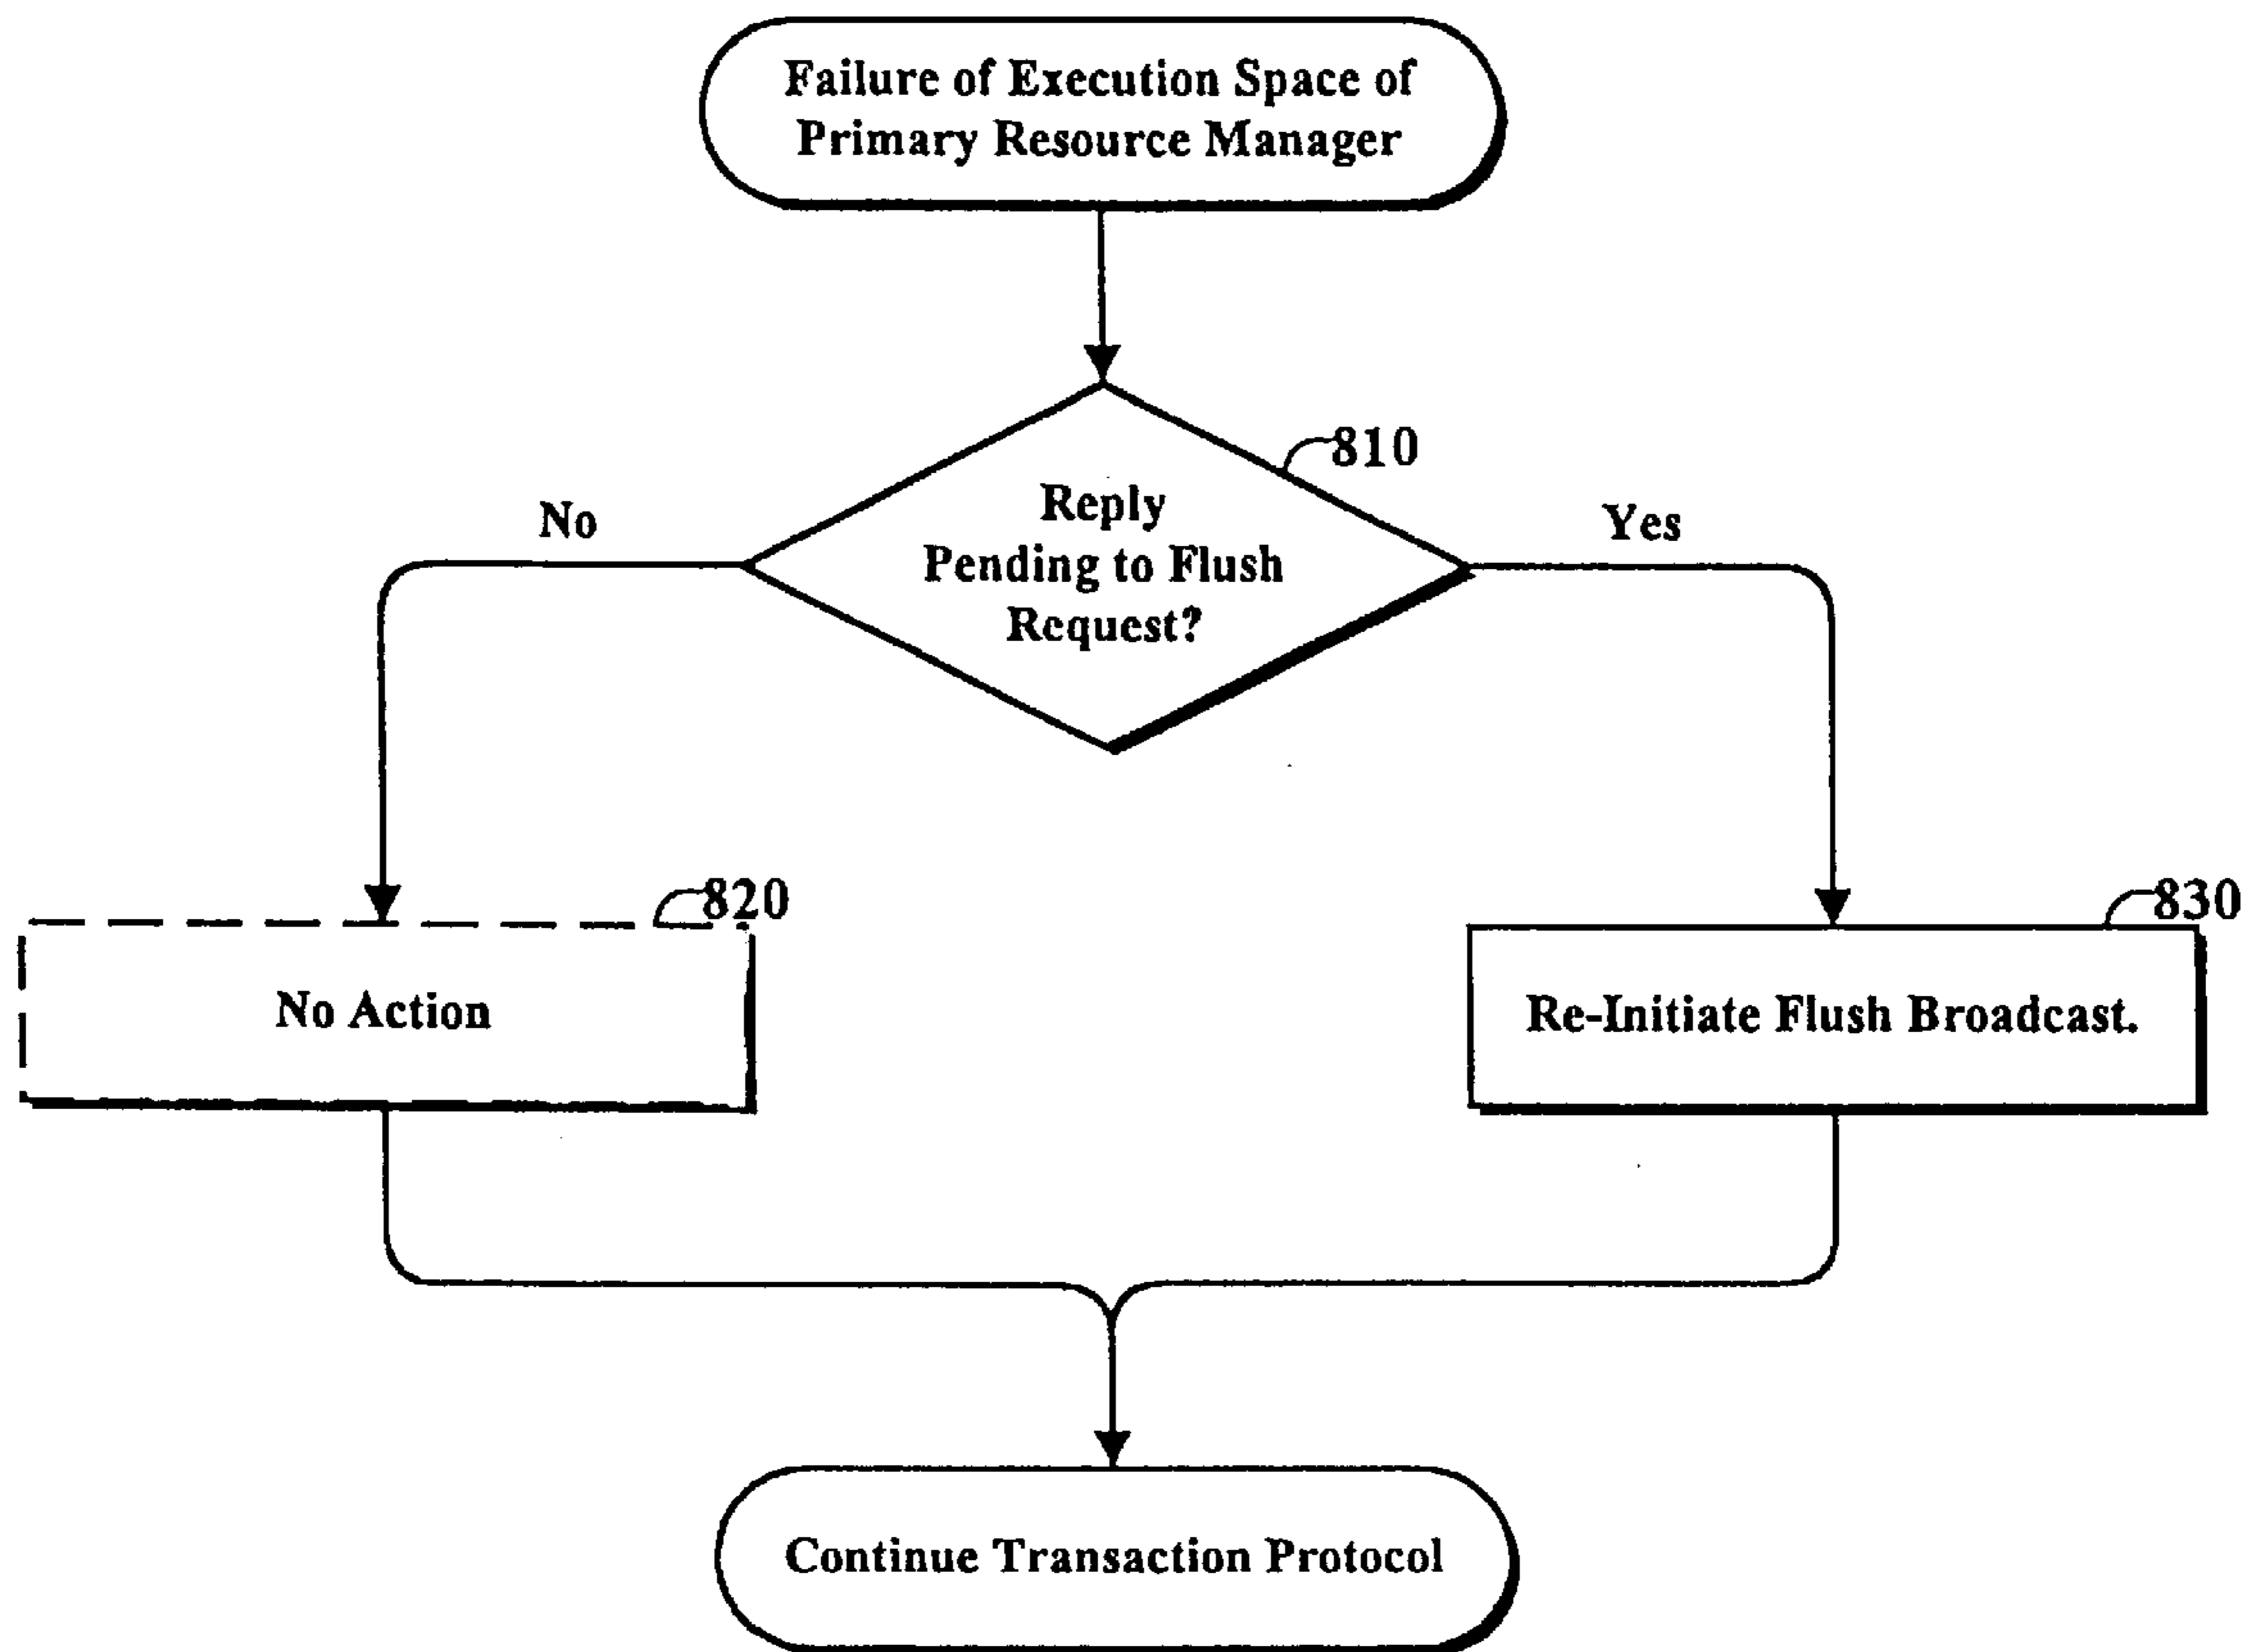 Failure of Execution Space of
Primary Resource Manager
810
Reply
Pending to Flush
Request?
No
Yes
820
No Action
830
Re-Initiate Flush Broadcast.
Continue Transaction Protocol